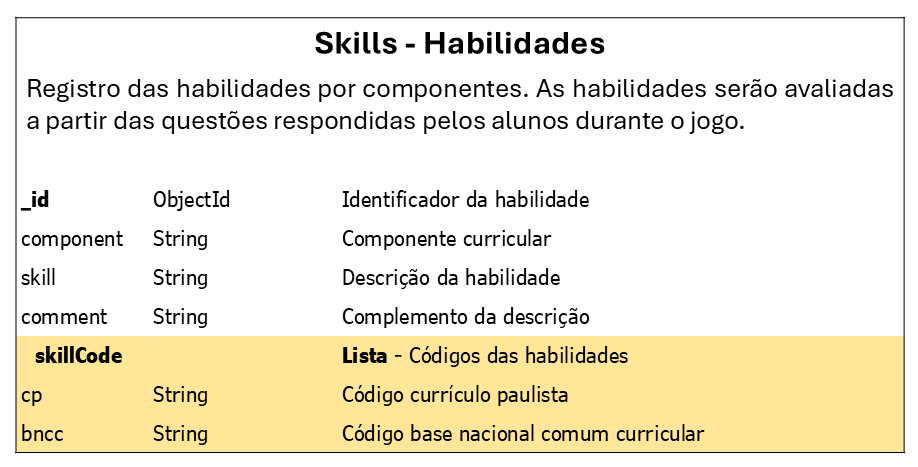 Skills - Habilidades
Registro das habilidades por componentes. As habilidades serão avaliadas
a partir das questões respondidas pelos alunos durante o jogo.
_id ObjectId Identificador da habilidade
component String Componente curricular
skill String Descrição da habilidade
comment String Complemento da descrição
skillCode Lista - Códigos das habilidades
cp String Código currículo paulista
bncc String Código base nacional comum curricular